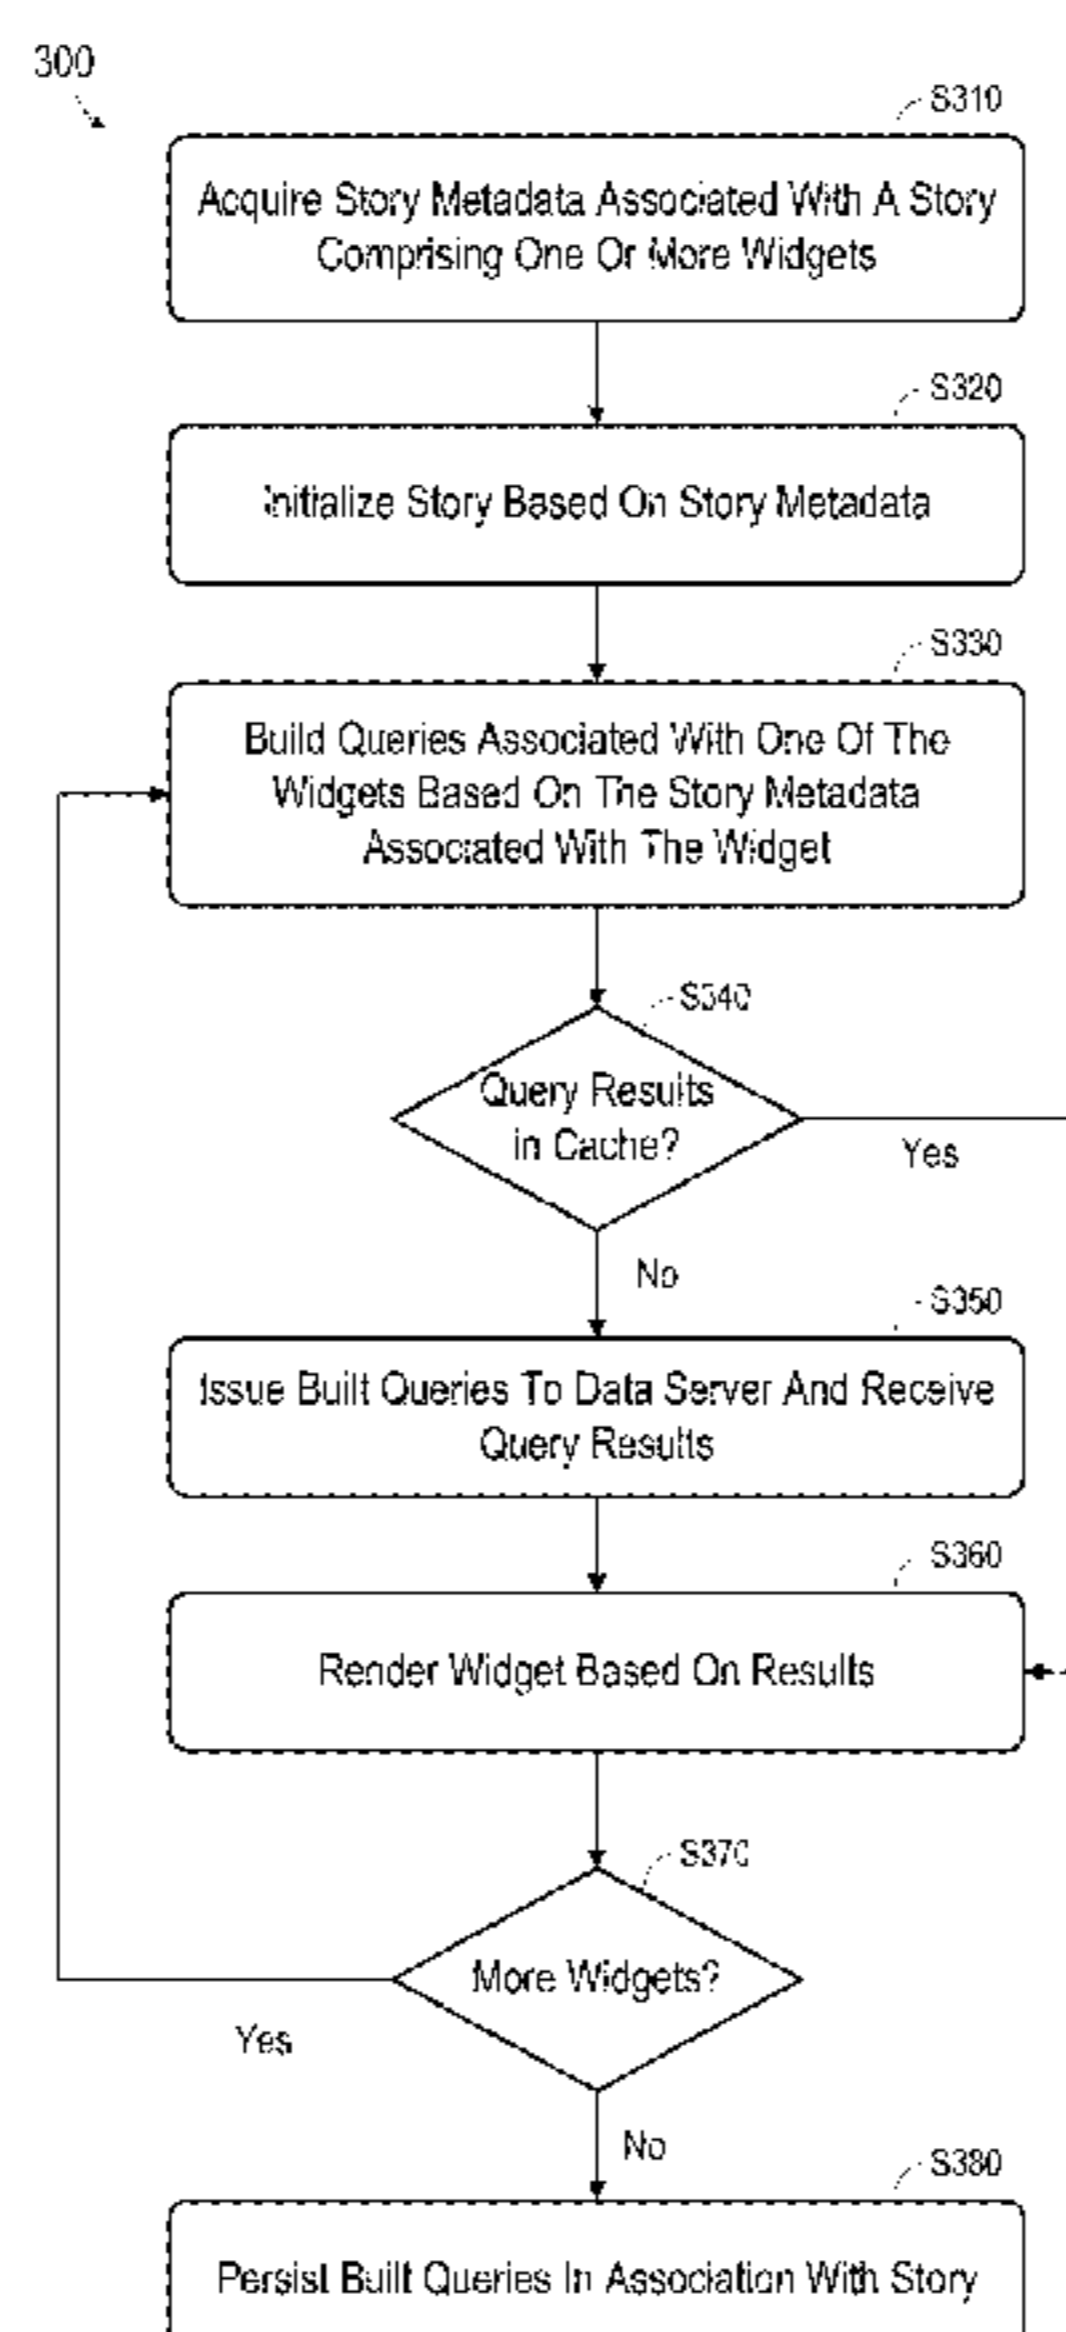 300
S310
Acquire Story Metadata Associated With A Story
Comprising One Or More Widgets
S320
Initialize Story Based On Story Metadata
S330
Build Queries Associated With One Of The
Widgets Based On The Story Metadata
Associated With The Widget
S340
Query Results
in Cache?
Yes
No
S350
Issue Built Queries To Data Server And Receive
Query Results
S360
Render Widget Based On Results
S370
More Widgets?
Yes
No
S380
Persist Built Queries In Association With Story